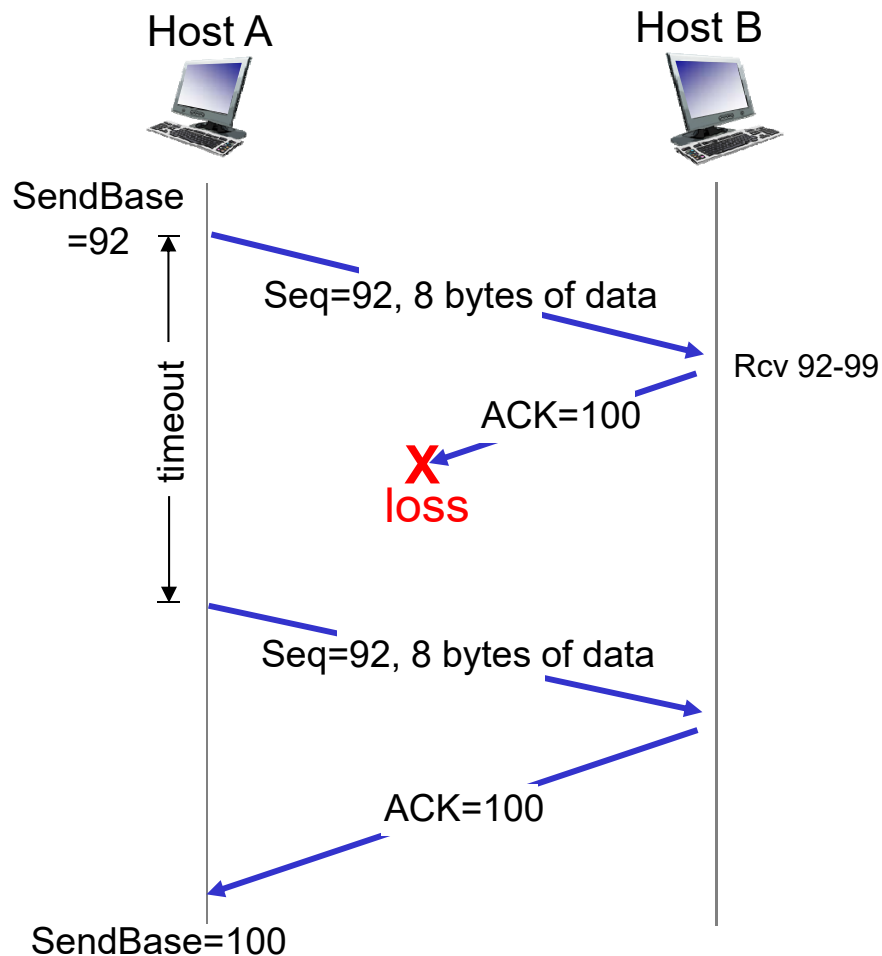 Host A
Host B
SendBase
=92
Seq=92, 8 bytes of data
Rcv 92-99
ACK=100
timeout
X
loss
Seq=92, 8 bytes of data
ACK=100
SendBase=100